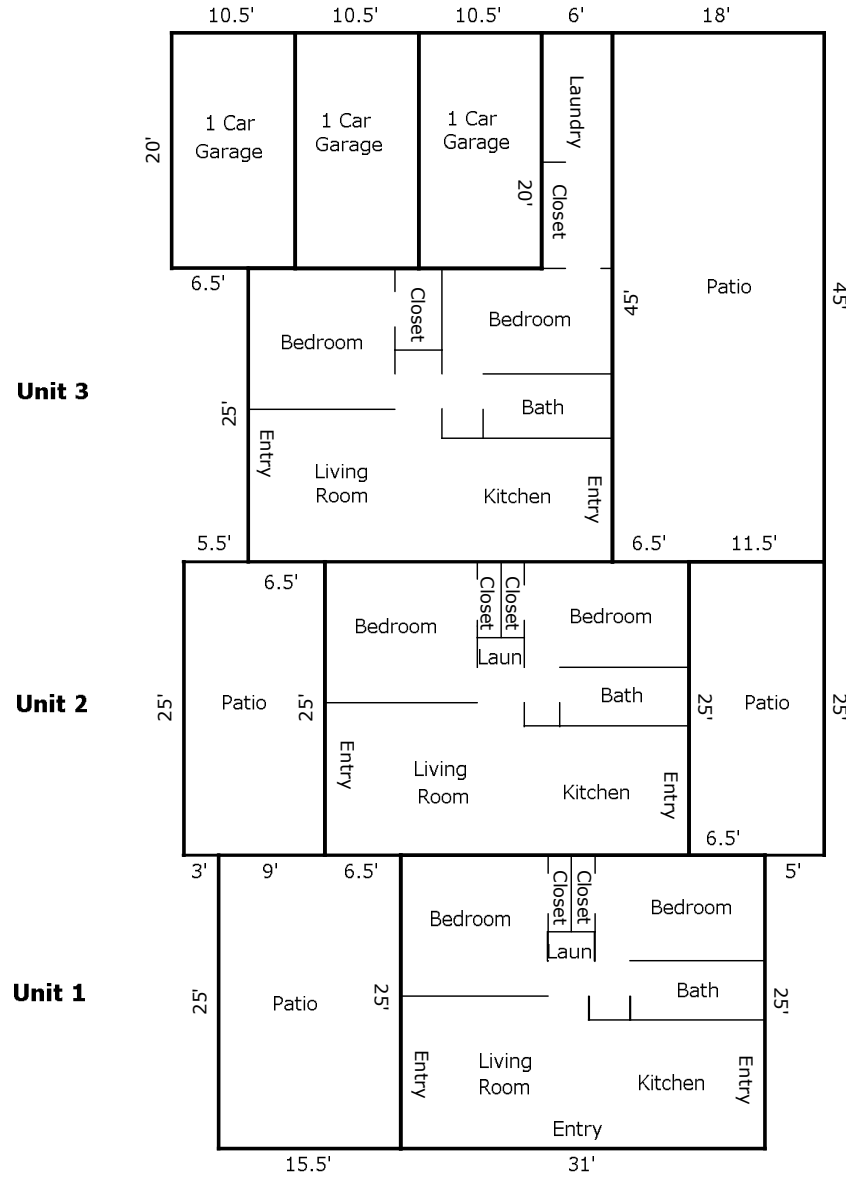 10.5' 10.5' 10.5' 6' 18'
1 Car
Garage
1 Car
Garage
1 Car
Garage
Laundry
20'
20'
Closet
6.5'
Closet
Bedroom
Bedroom
45'
Patio
45'
Unit 3
25'
Bath
Entry
Living
Room
Kitchen
Entry
5.5'
6.5'
11.5'
6.5'
Closet
Closet
Bedroom
Bedroom
Laun
Unit 2
25'
Patio
25'
Bath
25'
Patio
25'
Entry
Living
Room
Kitchen
Entry
6.5'
3' 9' 6.5' 5'
Closet
Closet
Bedroom
Bedroom
Laun
Unit 1
25'
Patio
25'
Bath
25'
Entry
Living
Room
Kitchen
Entry
Entry
15.5' 31'